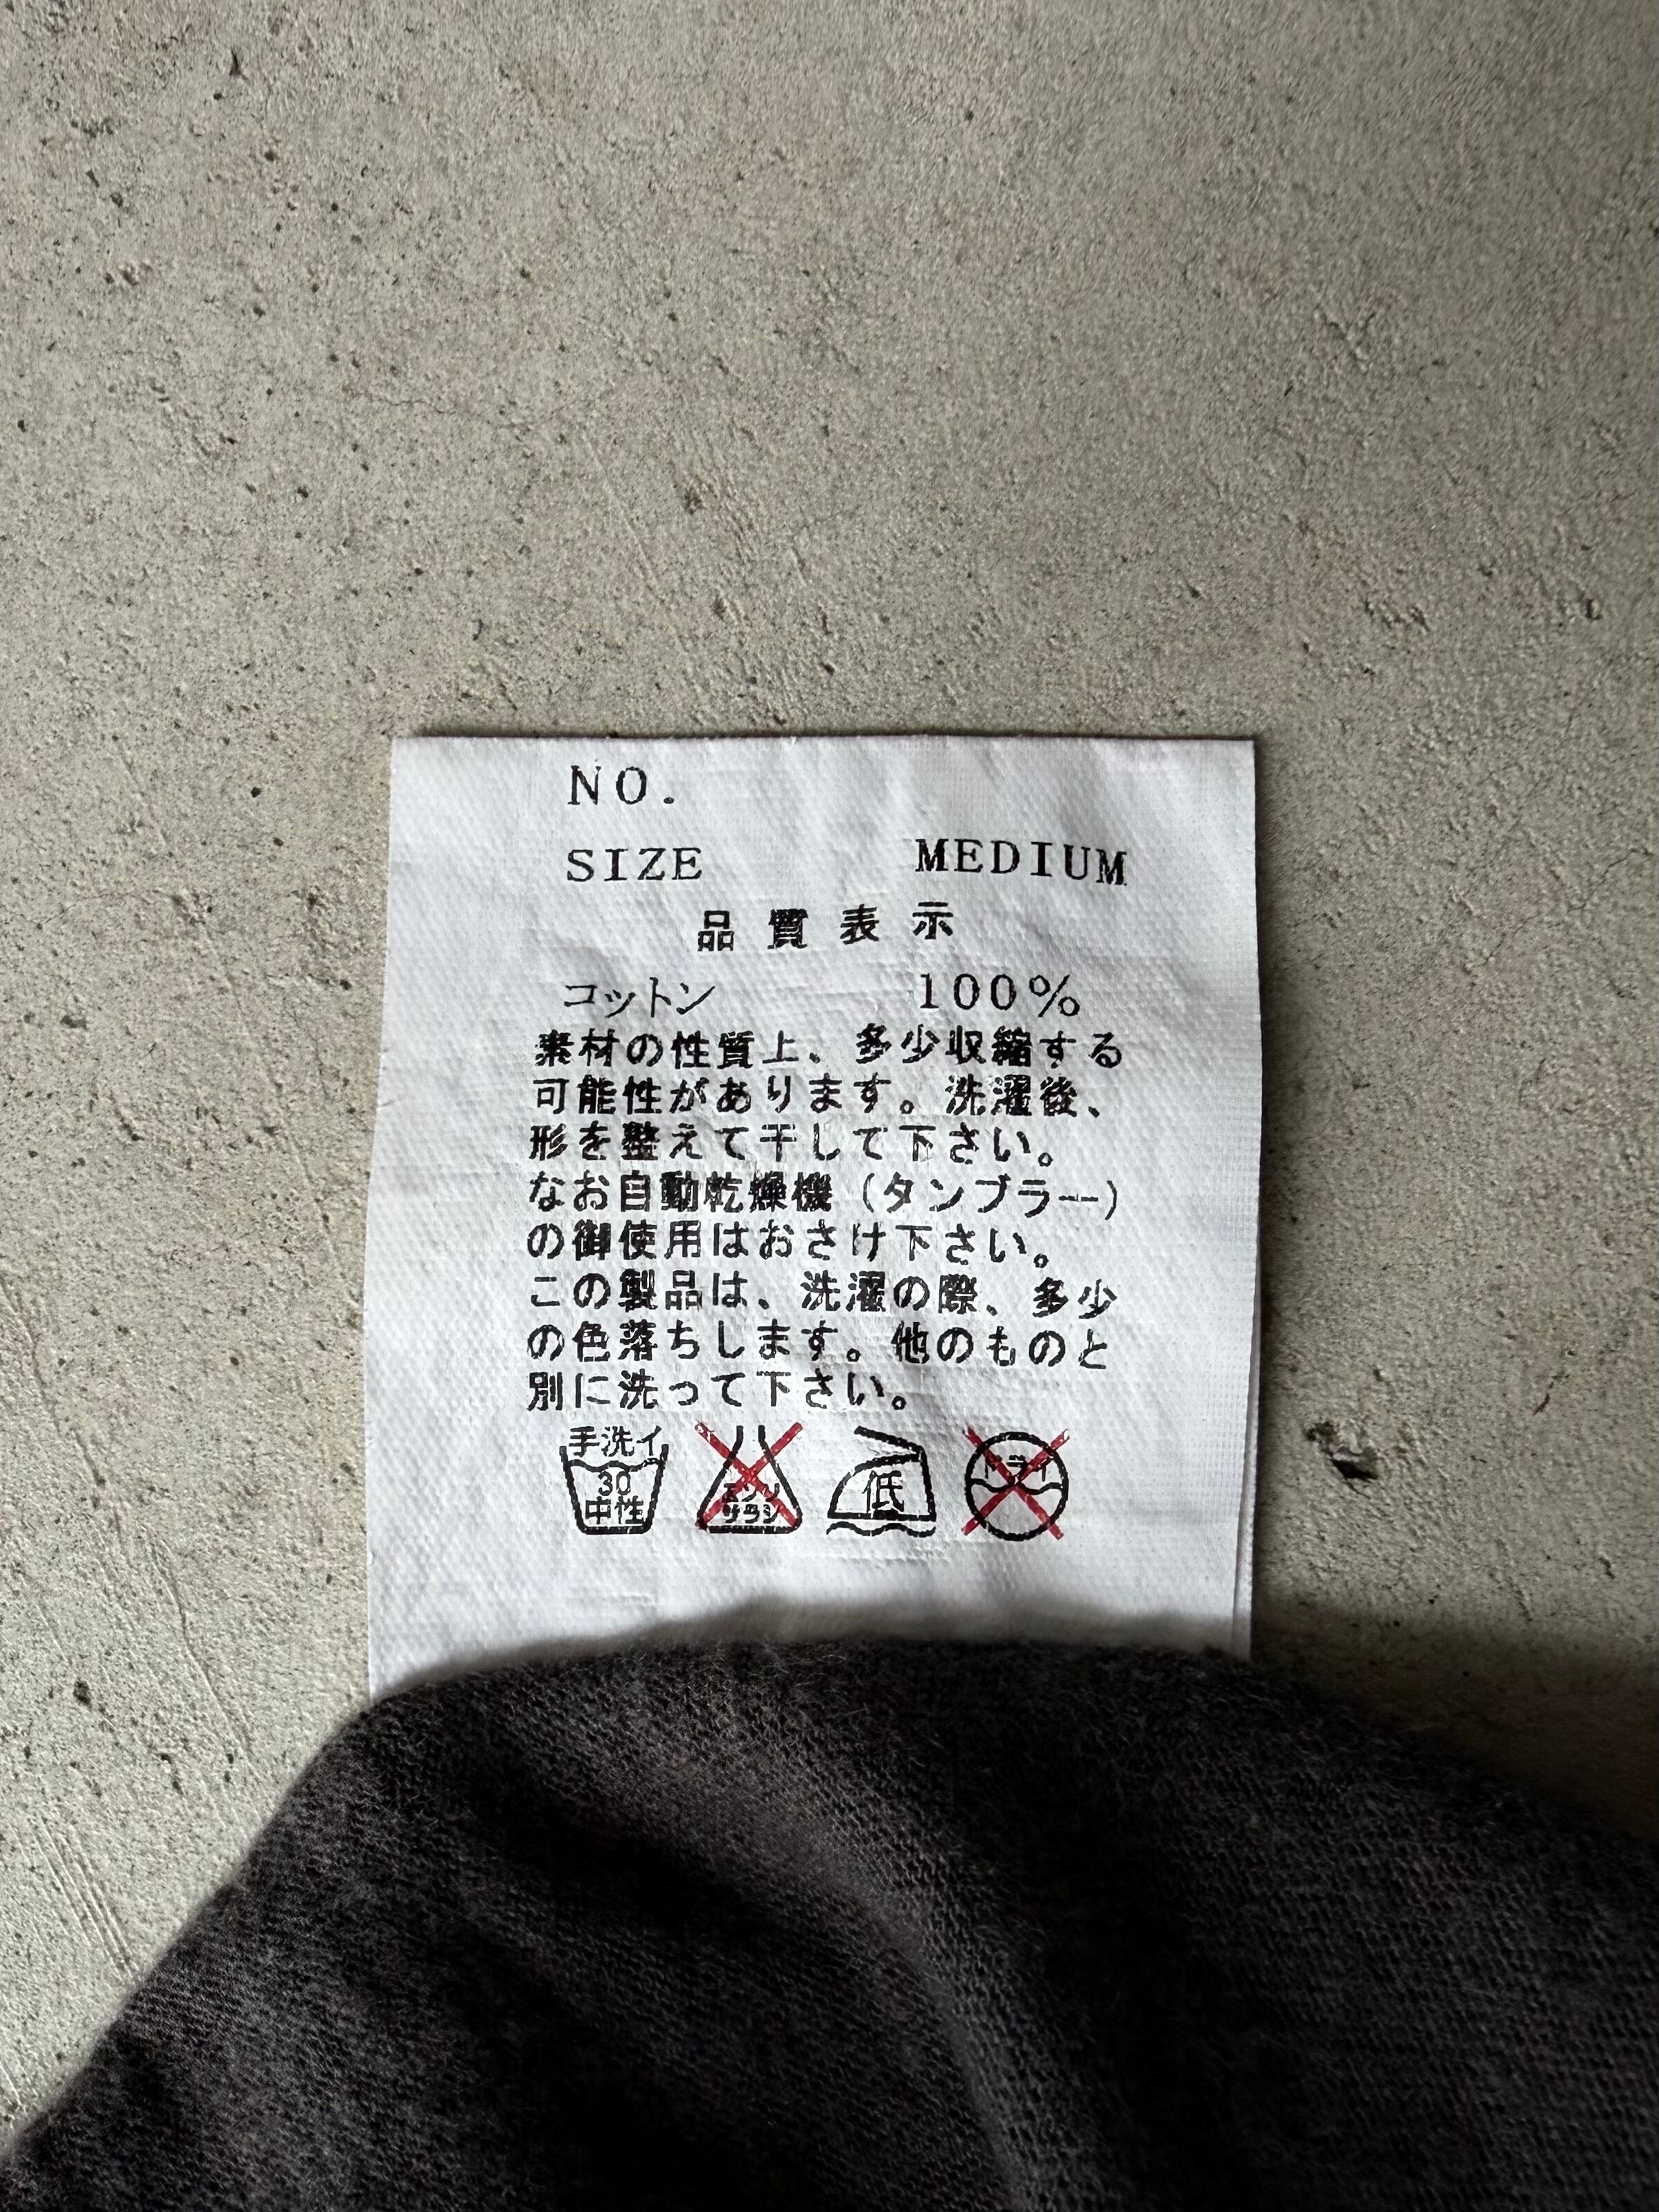 NO.
SIZE MEDIUM
品質表示
コットン 100%
素材の性質上、多少収縮する
可能性があります。洗濯後、
形を整えて干して下さい。
なお自動乾燥機(タンブラー)
の御使用はおさけ下さい。
この製品は、洗濯の際、多少
の色落ちします。他のものと
別に洗って下さい。
手洗イ
30
中性
エンソ
サラシ
低
ドライ